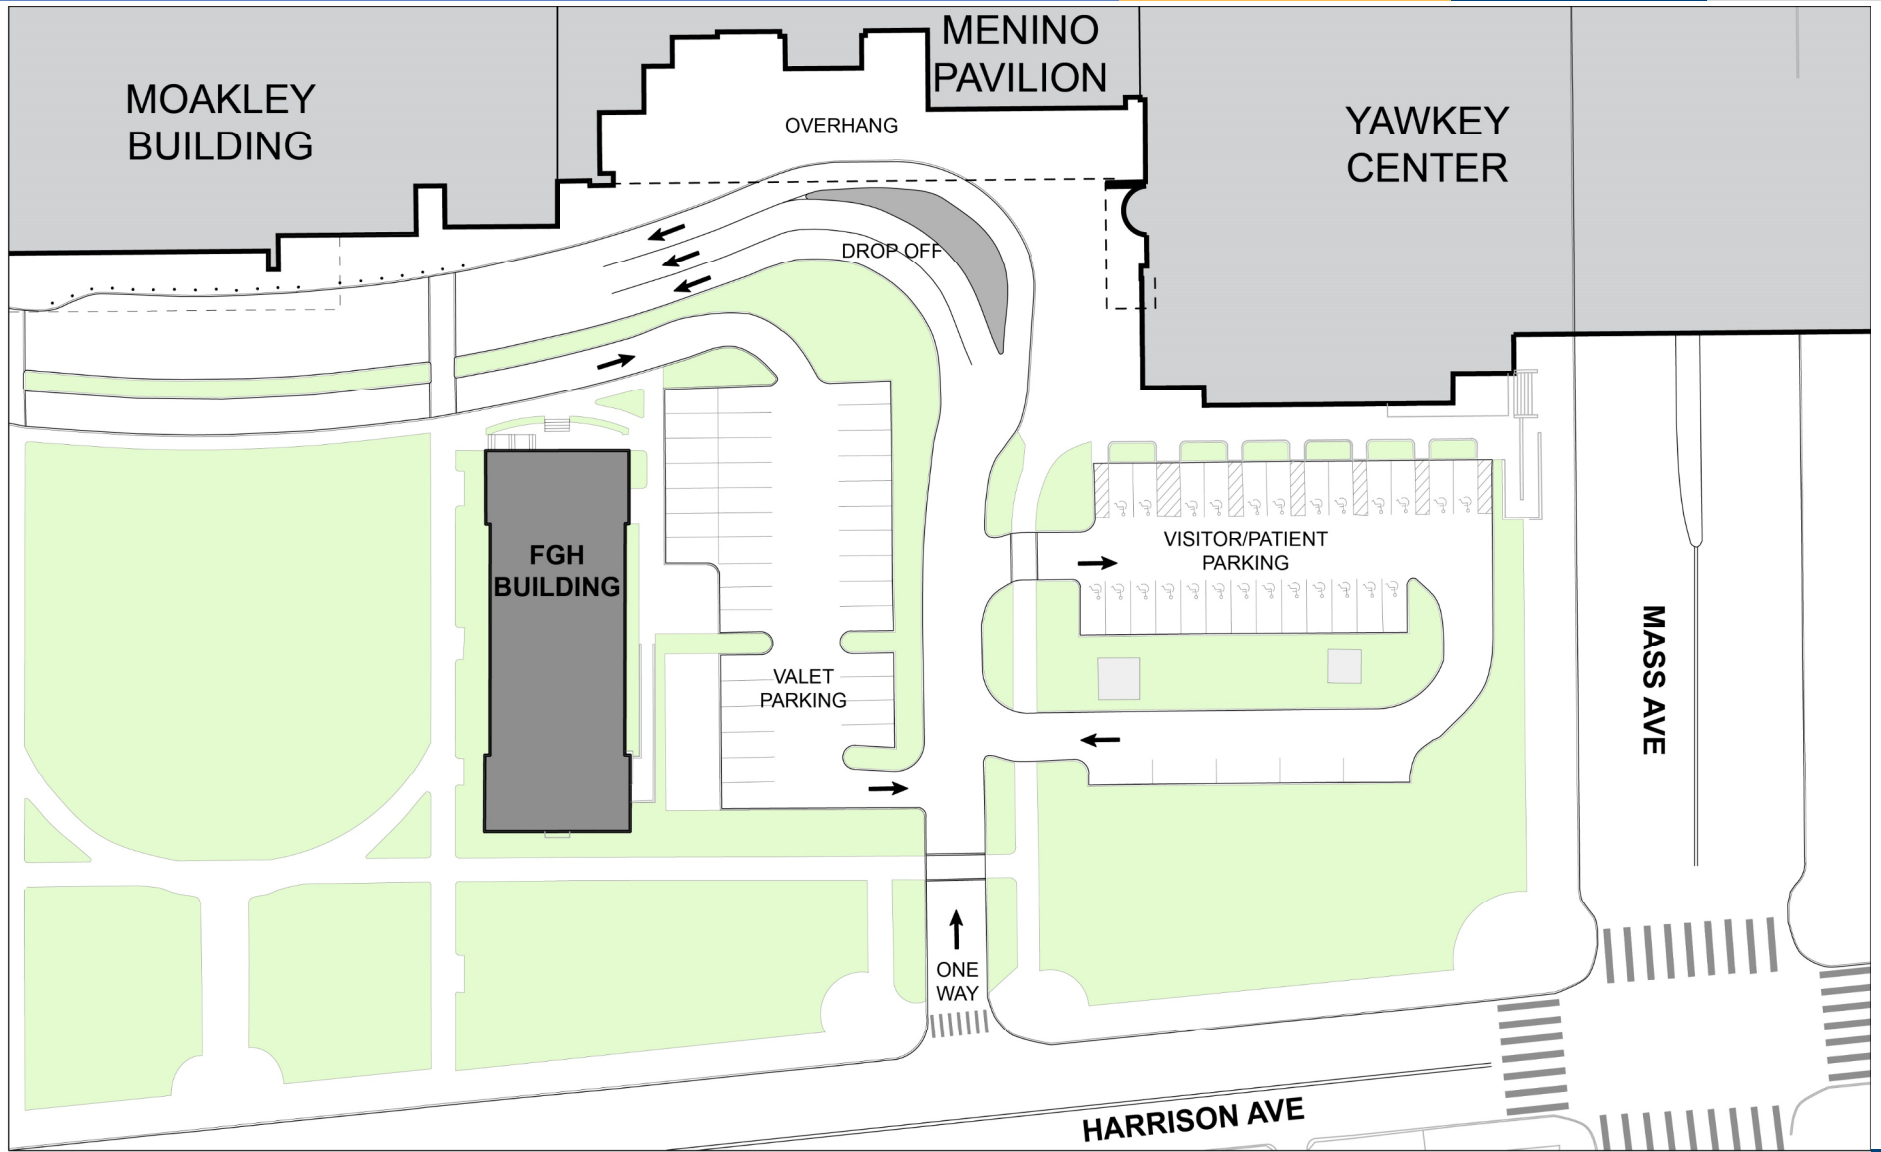 MOAKLEY
BUILDING
MENINO
PAVILION
YAWKEY
CENTER
OVERHANG
DROP OFF
FGH
BUILDING
VISITOR/PATIENT
PARKING
VALET
PARKING
MASS AVE
ONE
WAY
HARRISON AVE